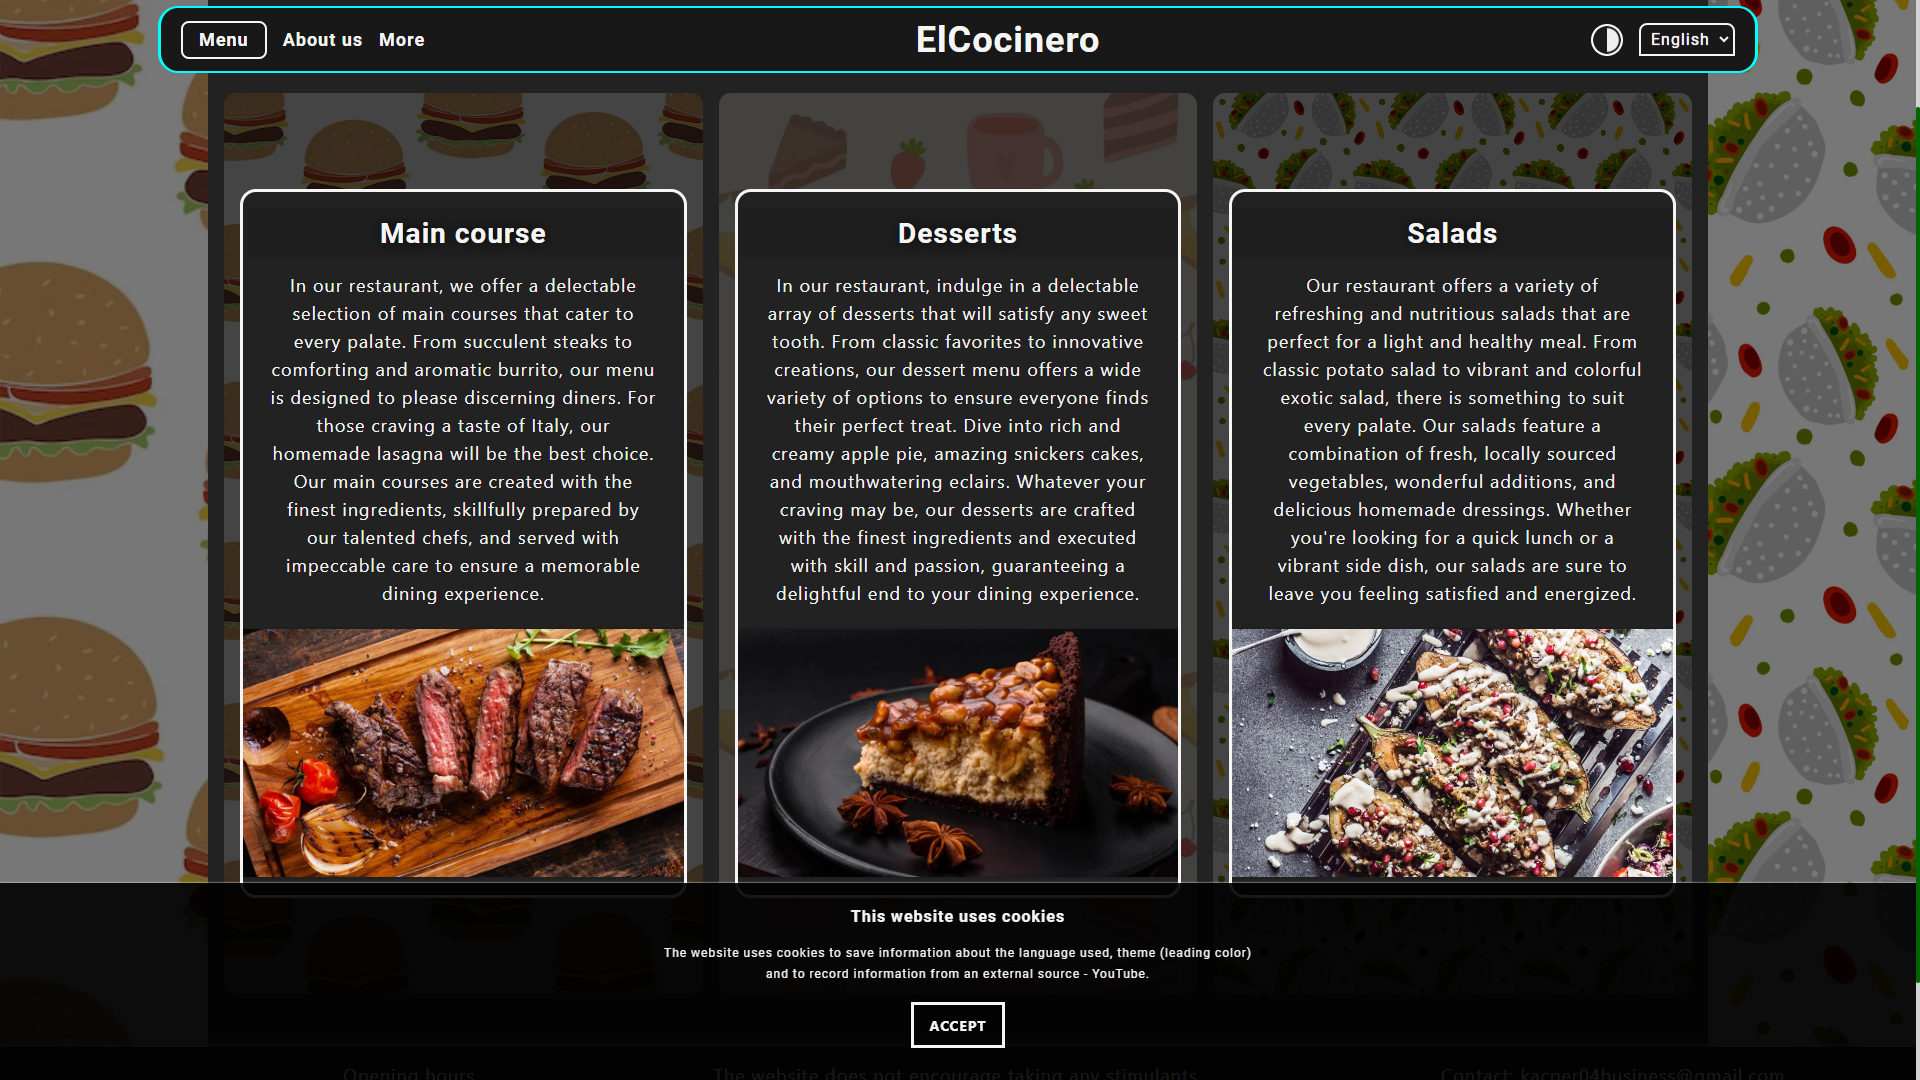 Menu
About us
More
ElCocinero
English
Main course
In our restaurant, we offer a delectable
selection of main courses that cater to
every palate. From succulent steaks to
comforting and aromatic burrito, our menu
is designed to please discerning diners. For
those craving a taste of Italy, our
homemade lasagna will be the best choice.
Our main courses are created with the
finest ingredients, skillfully prepared by
our talented chefs, and served with
impeccable care to ensure a memorable
dining experience.
Desserts
In our restaurant, indulge in a delectable
array of desserts that will satisfy any sweet
tooth. From classic favorites to innovative
creations, our dessert menu offers a wide
variety of options to ensure everyone finds
their perfect treat. Dive into rich and
creamy apple pie, amazing snickers cakes,
and mouthwatering eclairs. Whatever your
craving may be, our desserts are crafted
with the finest ingredients and executed
with skill and passion, guaranteeing a
delightful end to your dining experience.
Salads
Our restaurant offers a variety of
refreshing and nutritious salads that are
perfect for a light and healthy meal. From
classic potato salad to vibrant and colorful
exotic salad, there is something to suit
every palate. Our salads feature a
combination of fresh, locally sourced
vegetables, wonderful additions, and
delicious homemade dressings. Whether
you're looking for a quick lunch or a
vibrant side dish, our salads are sure to
leave you feeling satisfied and energized.
This website uses cookies
The website uses cookies to save information about the language used, theme (leading color)
and to record information from an external source - YouTube.
ACCEPT
Opening hours
The website does not encourage taking any stimulants
Contact: kacper04business@gmail.com